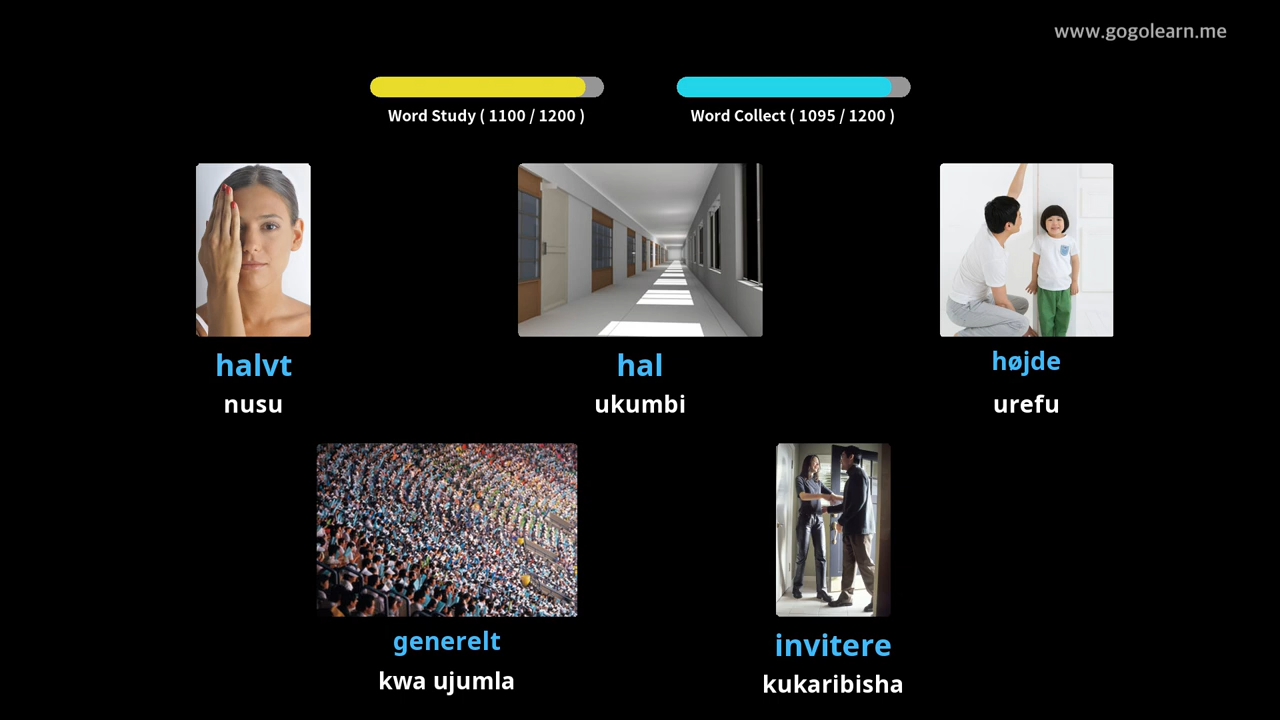 www.gogolearn.me
Word Study ( 1100 / 1200 )
Word Collect ( 1095 / 1200 )
halvt
nusu
hal
ukumbi
højde
urefu
generelt
kwa ujumla
invitere
kukaribisha